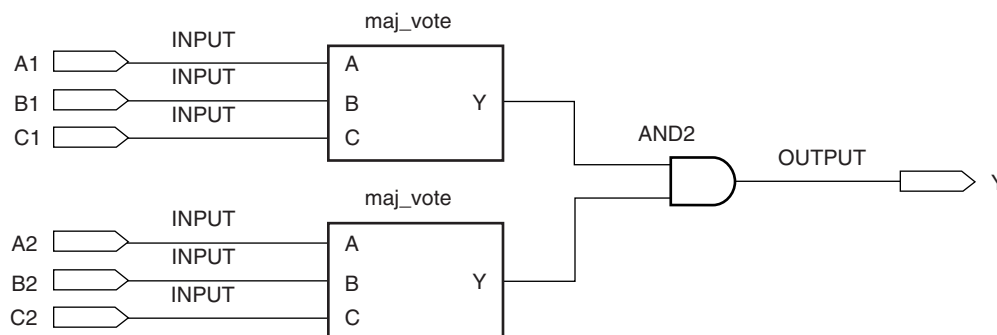 maj_vote
INPUT
A1
A
INPUT
B1
B
Y
INPUT
C1
C
AND2
OUTPUT
Y
maj_vote
INPUT
A2
A
INPUT
B2
B
Y
INPUT
C2
C